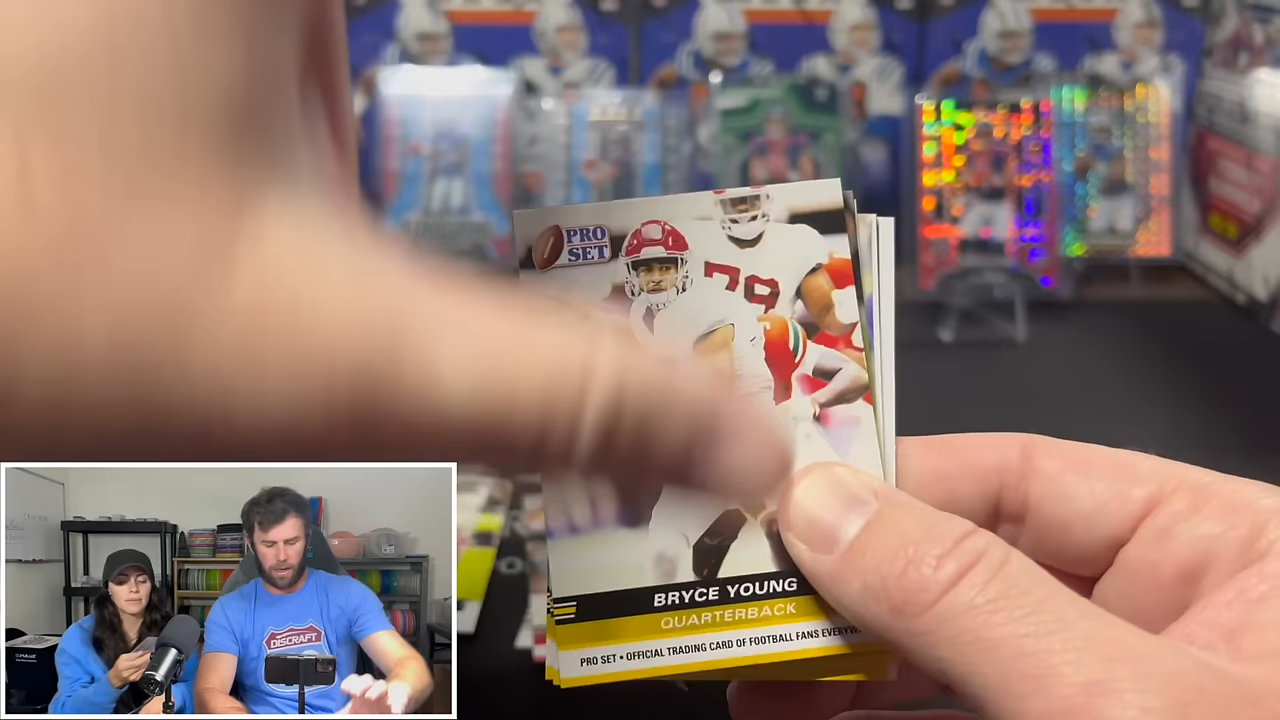 PRO
SET
79
BRYCE YOUNG
QUARTERBACK
PRO SET • OFFICIAL TRADING CARD OF FOOTBALL FANS EVERYW
DISCRAFT